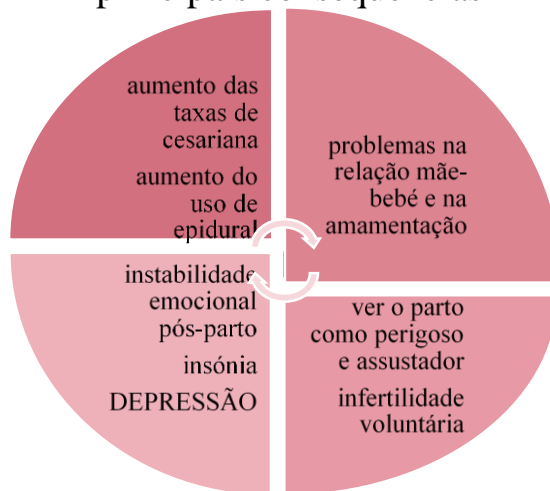 aumento das
taxas de
cesariana
aumento do
uso de
epidural
problemas na
relação mãe-
bebé e na
amamentação
instabilidade
emocional
pós-parto
insónia
DEPRESSÃO
ver o parto
como perigoso
e assustador
infertilidade
voluntária